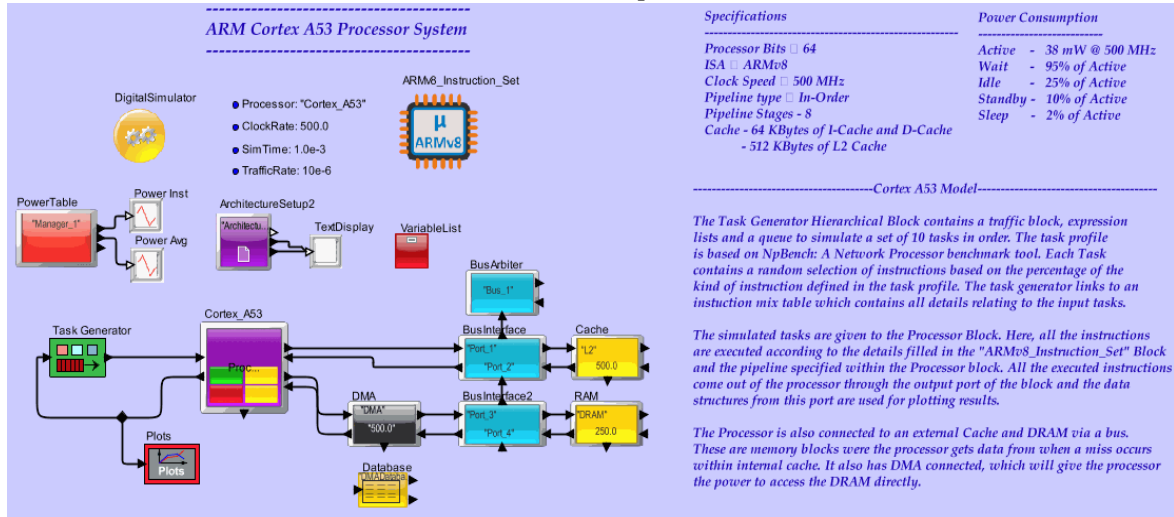 ARM Cortex A53 Processor System
DigitalSimulator
Processor: "Cortex_A53"
ClockRate: 500.0
SimTime: 1.0e-3
TrafficRate: 10e-6
ARMv6_Instruction_Set
μ
ARMv8
PowerTable
"Manager_1"
Power Inst
Power Avg
ArchitectureSetup2
"Architectu...
TextDisplay
VariableList
BusArbiter
"Bus_1"
Task Generator
Cortex_A53
Proc...
BusInterface
"Port_1"
"Port_2"
Cache
"L2"
500.0
DMA
"DMA"
"500.0"
BusInterface2
"Port_3"
"Port_4"
RAM
"DRAM"
250.0
Plots
Plots
Database
"DMADataba
Specifications
Processor Bits □ 64
ISA □ ARMv8
Clock Speed □ 500 MHz
Pipeline type □ In-Order
Pipeline Stages - 8
Cache - 64 KBytes of I-Cache and D-Cache
- 512 KBytes of L2 Cache
Power Consumption
Active - 38 mW @ 500 MHz
Wait - 95% of Active
Idle - 25% of Active
Standby - 10% of Active
Sleep - 2% of Active
Cortex A53 Model
The Task Generator Hierarchical Block contains a traffic block, expression
lists and a queue to simulate a set of 10 tasks in order. The task profile
is based on NpBench: A Network Processor benchmark tool. Each Task
contains a random selection of instructions based on the percentage of the
kind of instruction defined in the task profile. The task generator links to an
instuction mix table which contains all details relating to the input tasks.
The simulated tasks are given to the Processor Block. Here, all the instructions
are executed according to the details filled in the "ARMv8_Instruction_Set" Block
and the pipeline specified within the Processor block. All the executed instructions
come out of the processor through the output port of the block and the data
structures from this port are used for plotting results.
The Processor is also connected to an external Cache and DRAM via a bus.
These are memory blocks were the processor gets data from when a miss occurs
within internal cache. It also has DMA connected, which will give the processor
the power to access the DRAM directly.